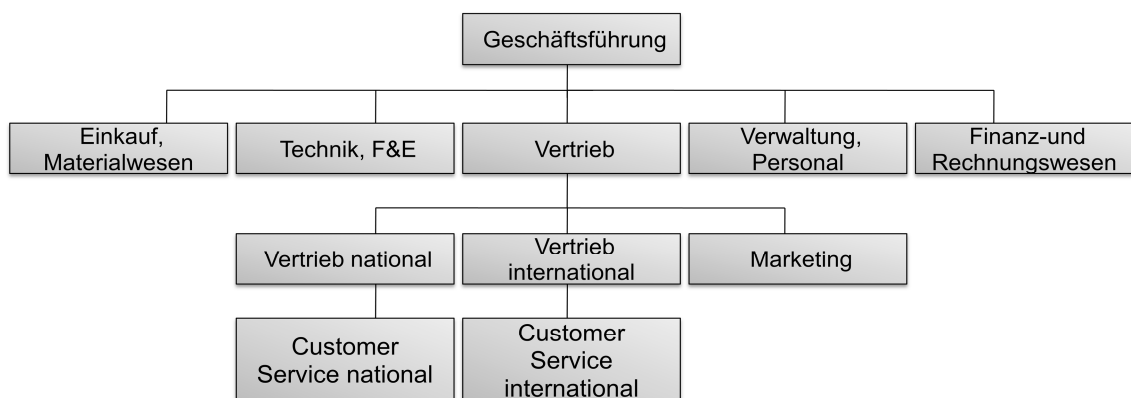 Geschäftsführung
Einkauf,
Materialwesen
Technik, F&E
Vertrieb
Verwaltung,
Personal
Finanz-und
Rechnungswesen
Vertrieb national
Vertrieb
international
Marketing
Customer
Service national
Customer
Service
international